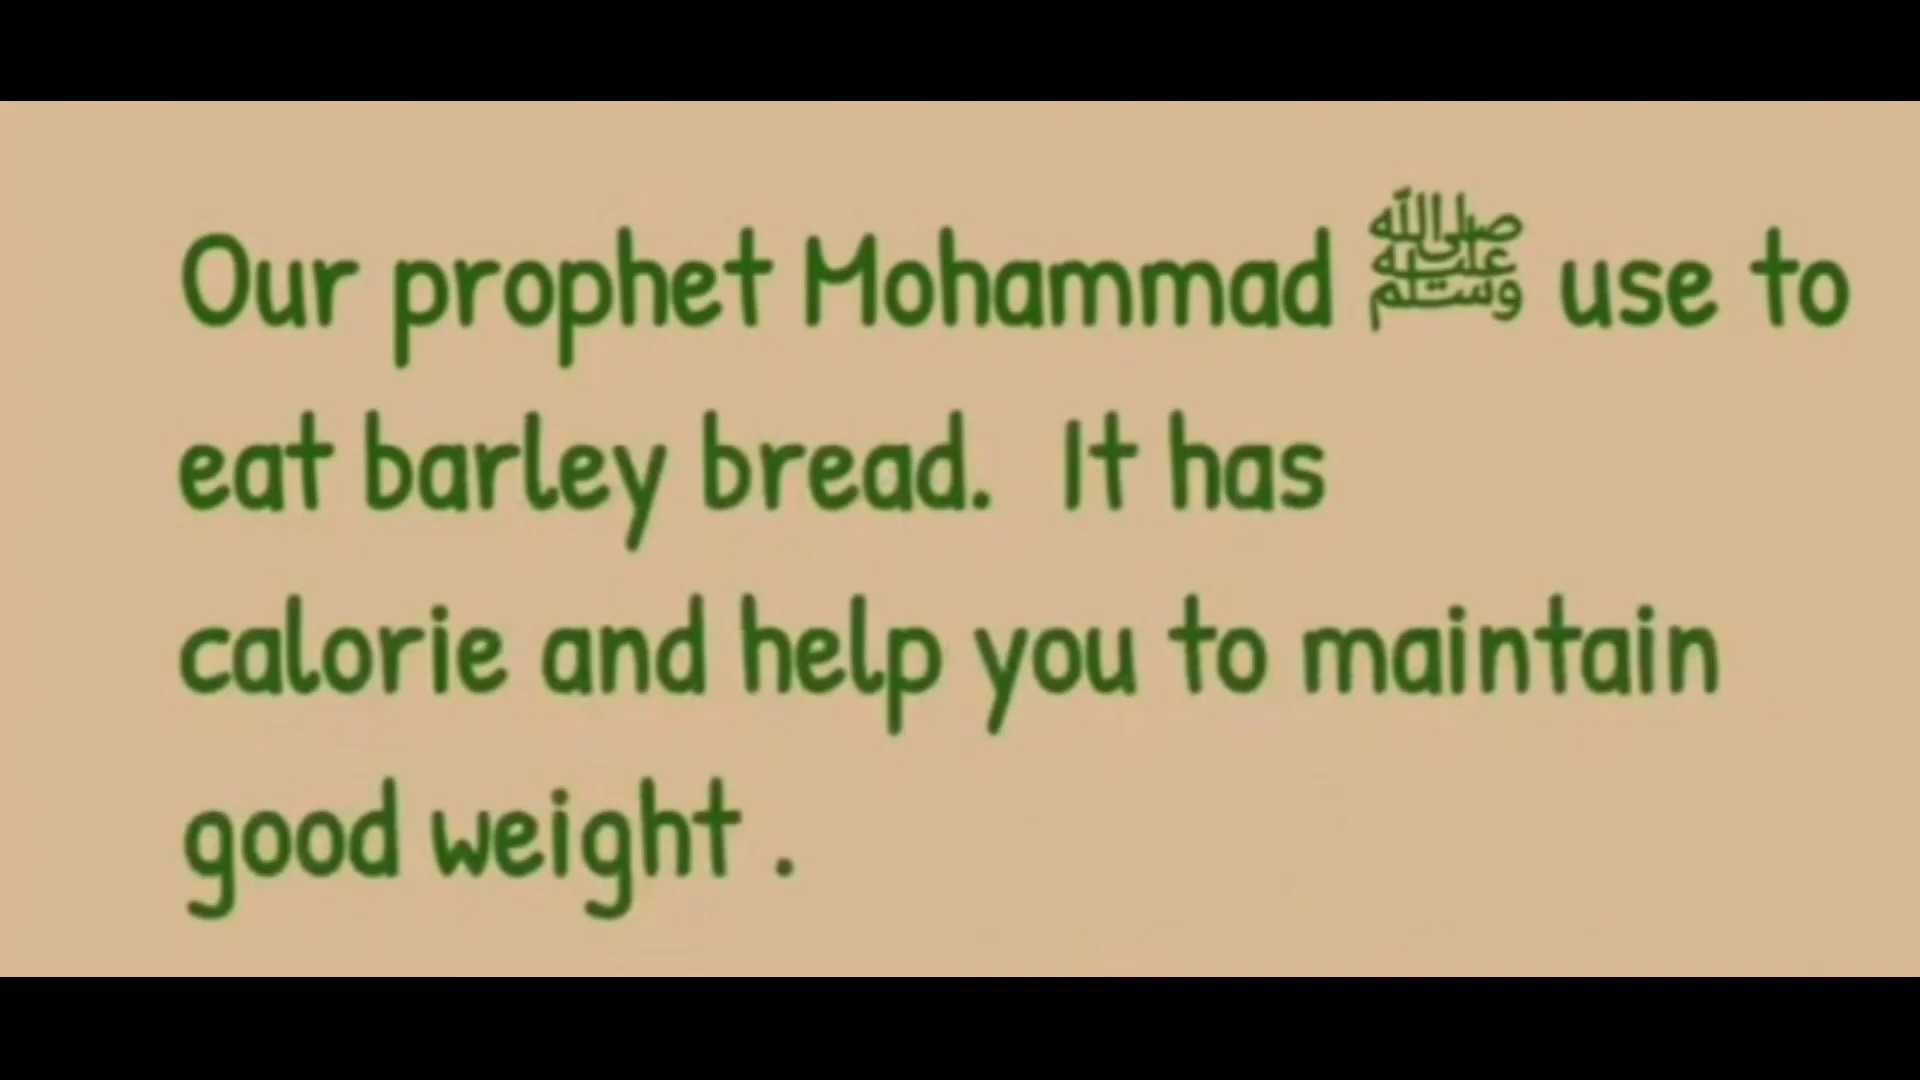 Our prophet Mohammad ﷺ use to
eat barley bread. It has
calorie and help you to maintain
good weight .